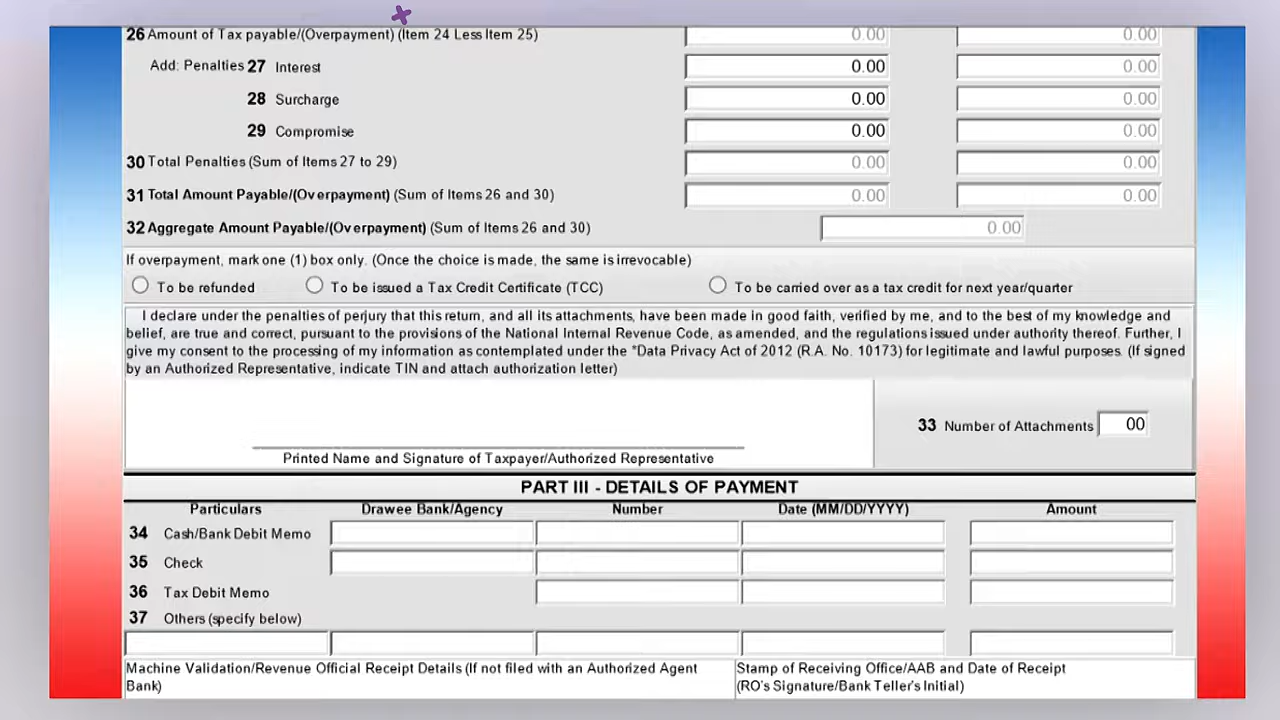 26 Amount of Tax payable/(Overpayment) (Item 24 Less Item 25) 0.00 0.00
Add: Penalties 27 Interest 0.00 0.00
28 Surcharge 0.00 0.00
29 Compromise 0.00 0.00
30 Total Penalties (Sum of Items 27 to 29) 0.00 0.00
31 Total Amount Payable/(Overpayment) (Sum of Items 26 and 30) 0.00 0.00
32 Aggregate Amount Payable/(Overpayment) (Sum of Items 26 and 30) 0.00
If overpayment, mark one (1) box only. (Once the choice is made, the same is irrevocable)
To be refunded To be issued a Tax Credit Certificate (TCC) To be carried over as a tax credit for next year/quarter
I declare under the penalties of perjury that this return, and all its attachments, have been made in good faith, verified by me, and to the best of my knowledge and
belief, are true and correct, pursuant to the provisions of the National Internal Revenue Code, as amended, and the regulations issued under authority thereof. Further, I
give my consent to the processing of my information as contemplated under the *Data Privacy Act of 2012 (R.A. No. 10173) for legitimate and lawful purposes. (If signed
by an Authorized Representative, indicate TIN and attach authorization letter)
33 Number of Attachments 00
Printed Name and Signature of Taxpayer/Authorized Representative
PART III - DETAILS OF PAYMENT
Particulars Drawee Bank/Agency Number Date (MM/DD/YYYY) Amount
34 Cash/Bank Debit Memo
35 Check
36 Tax Debit Memo
37 Others (specify below)
Machine Validation/Revenue Official Receipt Details (If not filed with an Authorized Agent
Bank)
Stamp of Receiving Office/AAB and Date of Receipt
(RO's Signature/Bank Teller's Initial)